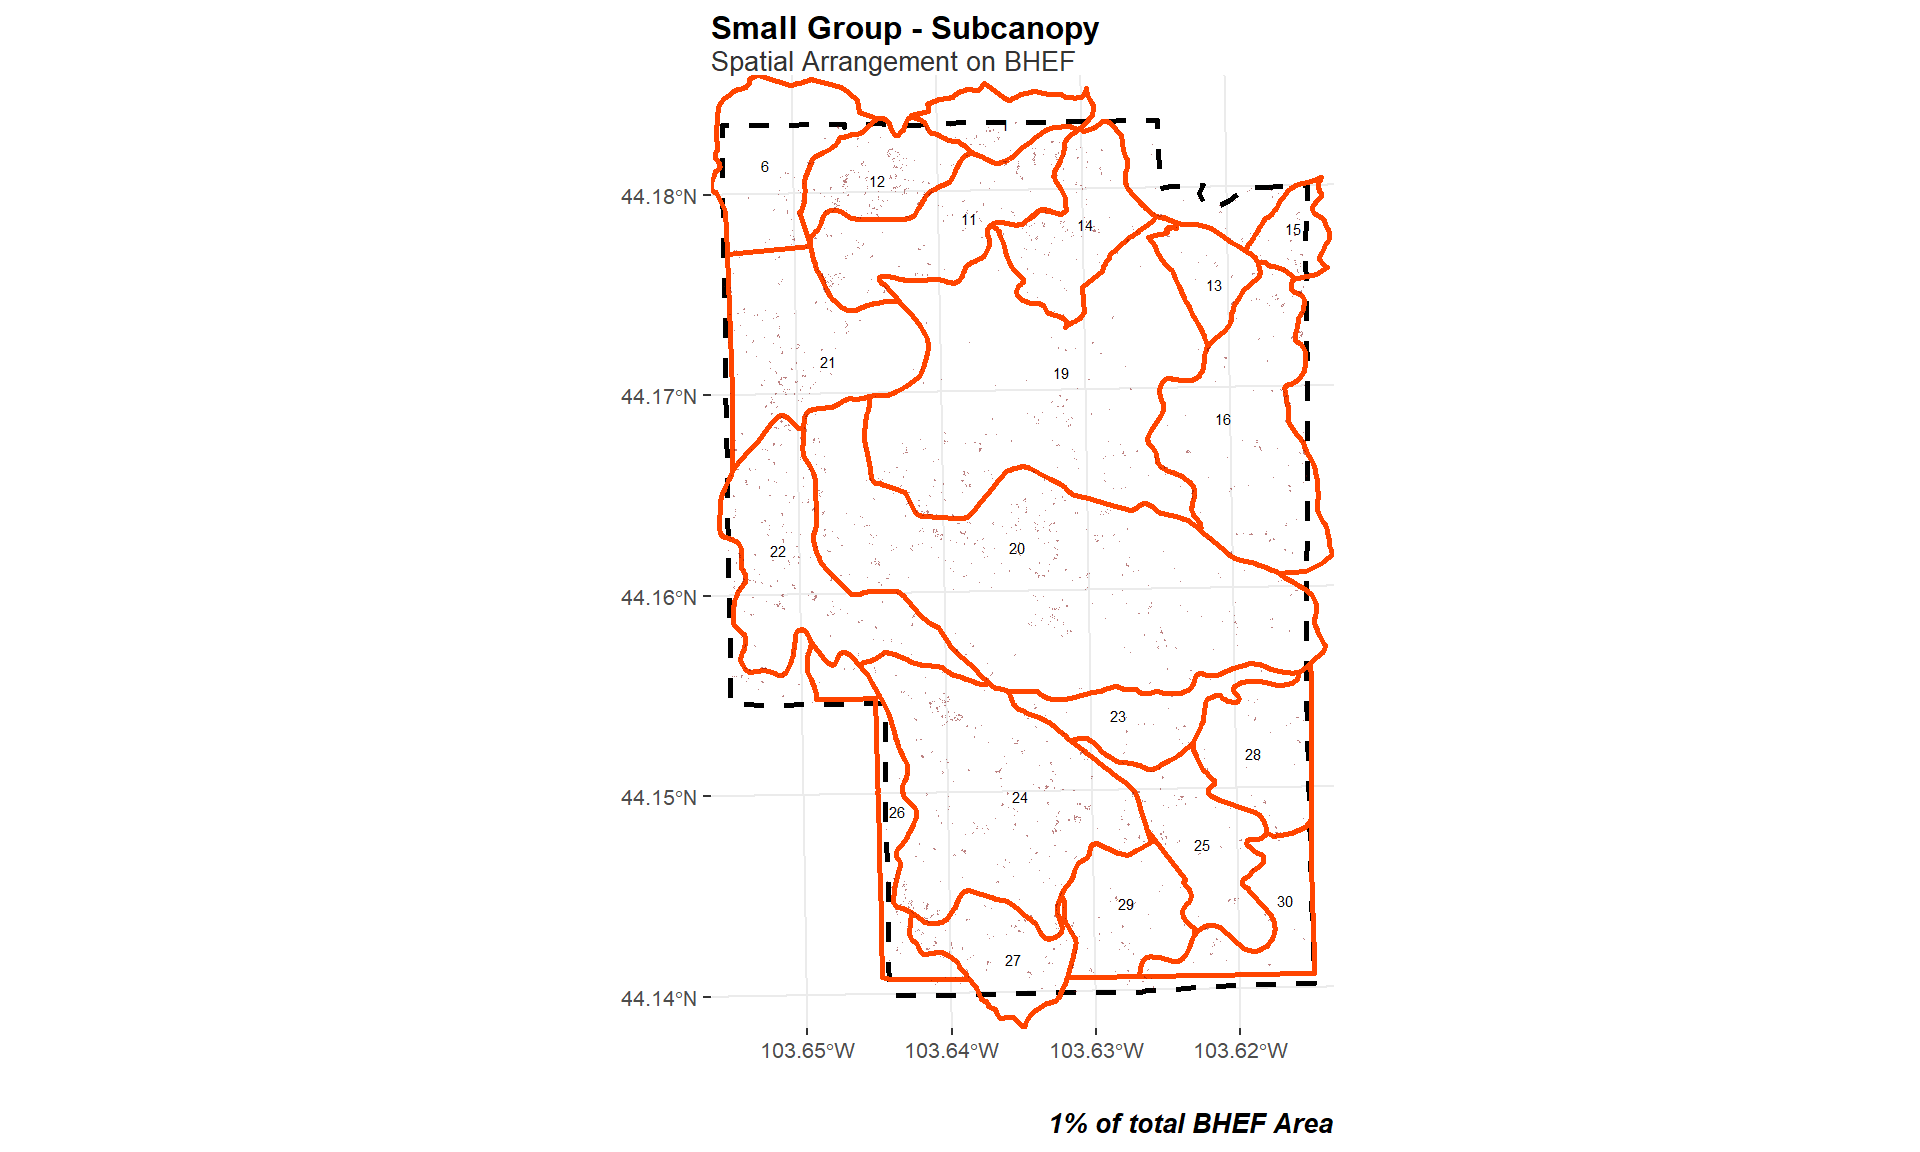 Small Group - Subcanopy
Spatial Arrangement on BHEF
6
12
44.18°N
11
14
15
13
21
19
44.17°N
16
20
22
44.16°N
23
28
44.15°N
24
26
25
29
30
27
44.14°N
103.65°W 103.64°W 103.63°W 103.62°W
1% of total BHEF Area